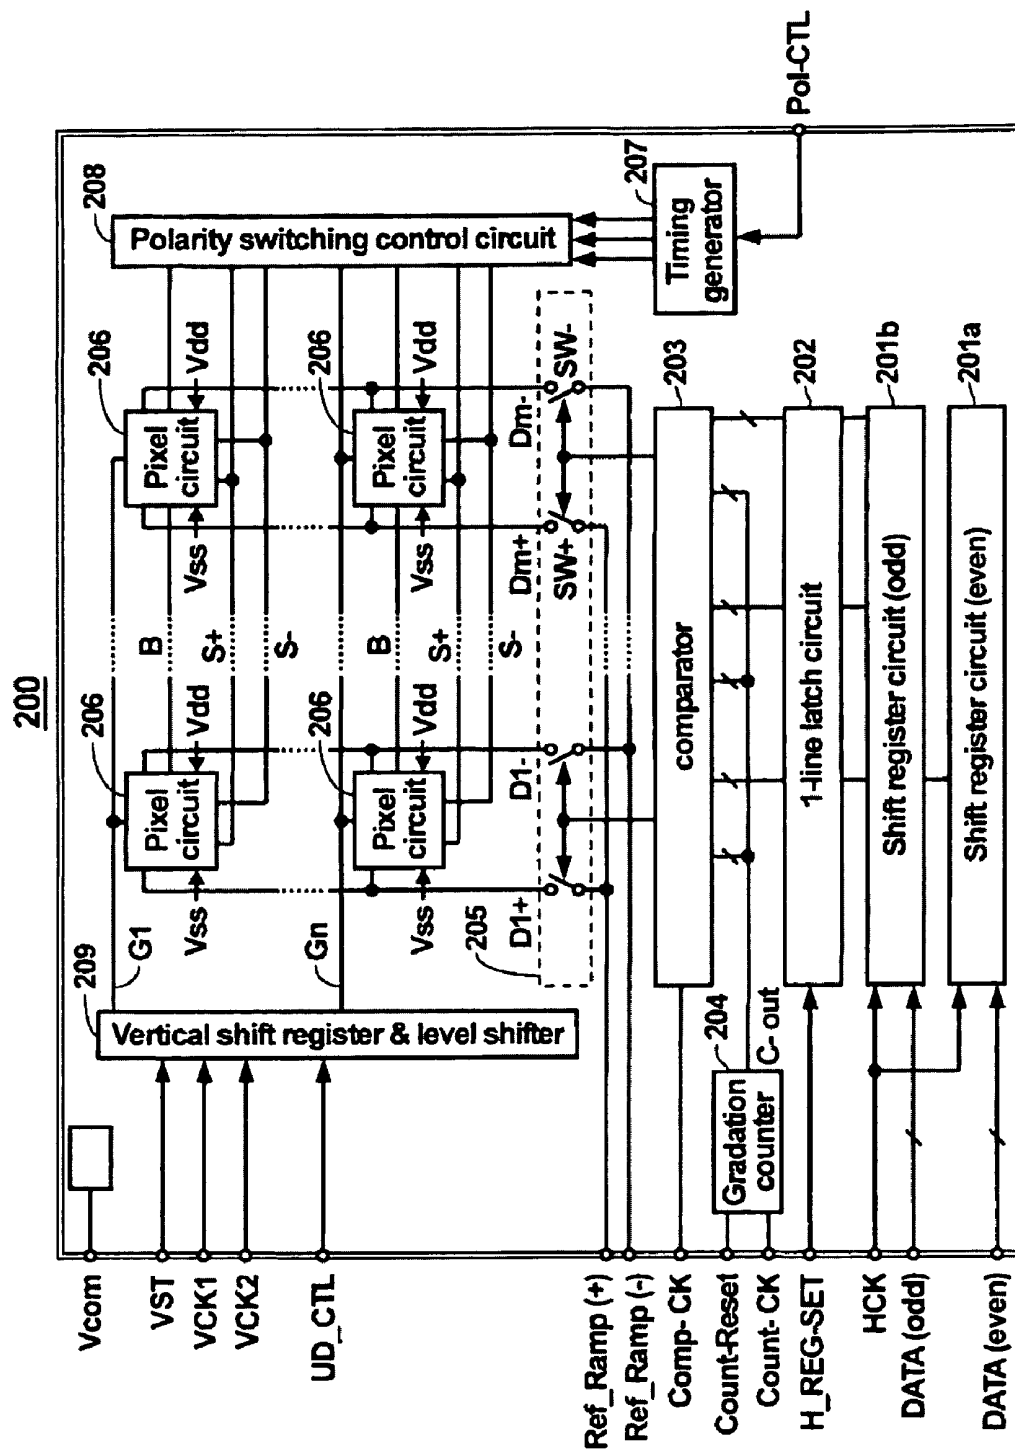 200
Vcom
VST
VCK1
VCK2
UD_CTL
209
Vertical shift register & level shifter
G1
Gn
206
Pixel
circuit
Vss
Vdd
206
Pixel
circuit
Vss
Vdd
B
S+
S-
206
Pixel
circuit
Vss
Vdd
206
Pixel
circuit
Vss
Vdd
B
S+
S-
208
Polarity switching control circuit
207
Timing
generator
Pol-CTL
205
D1+
D1-
Dm+
Dm-
SW+
SW-
Ref_Ramp (+)
Ref_Ramp (-)
Comp- CK
comparator
203
Count-Reset
Count- CK
Gradation
counter
204
C- out
H_REG-SET
1-line latch circuit
202
HCK
DATA (odd)
Shift register circuit (odd)
201b
DATA (even)
Shift register circuit (even)
201a